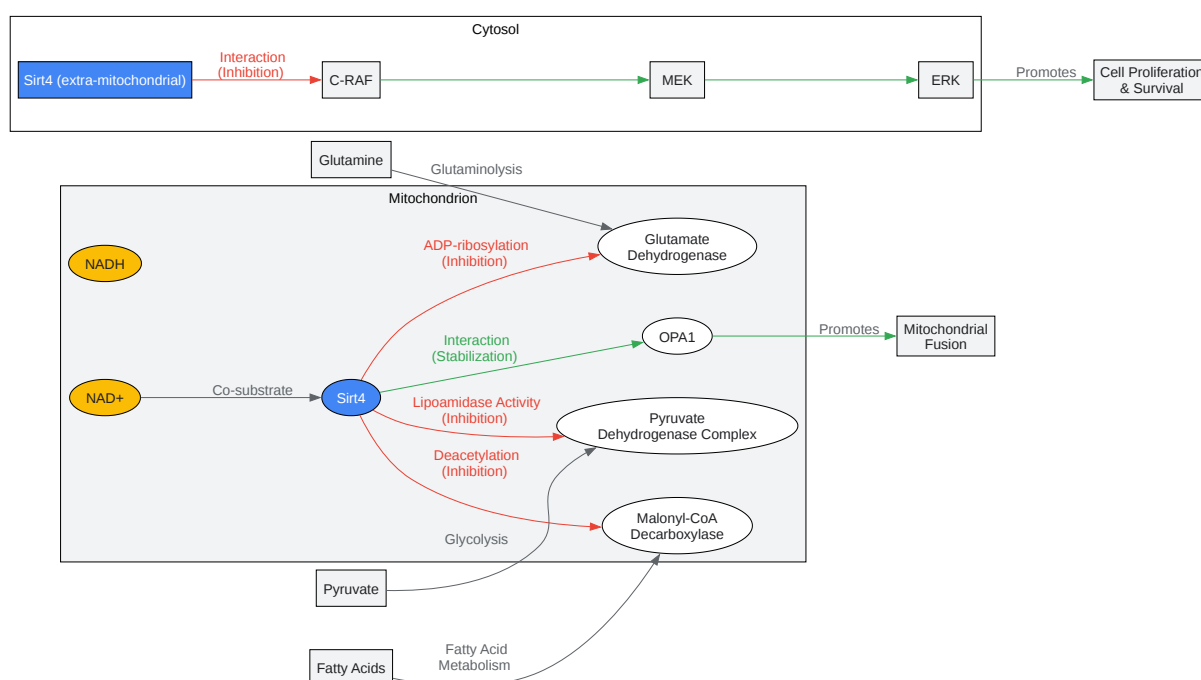 Cytosol
Sirt4 (extra-mitochondrial)
Interaction
(Inhibition)
C-RAF
MEK
ERK
Promotes
Cell Proliferation
& Survival
Glutamine
Glutaminolysis
Mitochondrion
NADH
ADP-ribosylation
(Inhibition)
Glutamate
Dehydrogenase
Interaction
(Stabilization)
OPA1
Promotes
Mitochondrial
Fusion
NAD+
Co-substrate
Sirt4
Lipoamidase Activity
(Inhibition)
Pyruvate
Dehydrogenase Complex
Deacetylation
(Inhibition)
Malonyl-CoA
Decarboxylase
Glycolysis
Pyruvate
Fatty Acid
Metabolism
Fatty Acids